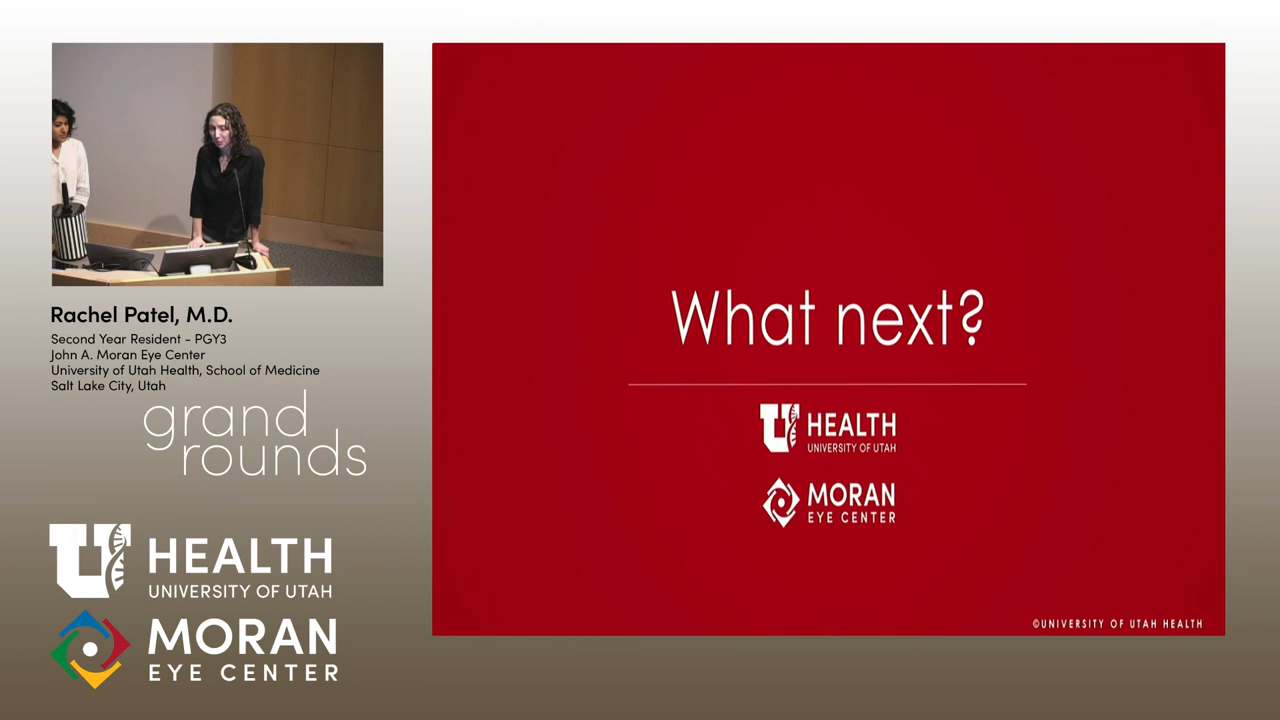 Rachel Patel, M.D.
Second Year Resident - PGY3
John A. Moran Eye Center
University of Utah Health, School of Medicine
Salt Lake City, Utah
grand
rounds
U HEALTH
UNIVERSITY OF UTAH
MORAN
EYE CENTER
What next?
U HEALTH
UNIVERSITY OF UTAH
MORAN
EYE CENTER
©UNIVERSITY OF UTAH HEALTH